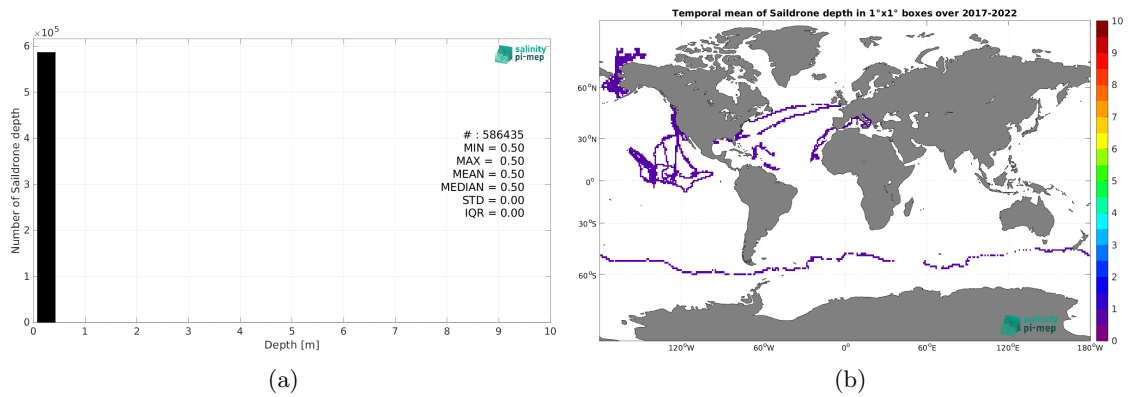 ×10⁵
6
5
4
3
2
1
0
Number of Saildrone depth
salinity
pi-mep
# : 586435
MIN = 0.50
MAX = 0.50
MEAN = 0.50
MEDIAN = 0.50
STD = 0.00
IQR = 0.00
0 1 2 3 4 5 6 7 8 9 10
Depth [m]
(a)
Temporal mean of Saildrone depth in 1°x1° boxes over 2017-2022
60°N
30°N
0°
30°S
60°S
120°W 60°W 0° 60°E 120°E 180°W
salinity
pi-mep
10
9
8
7
6
5
4
3
2
1
0
(b)